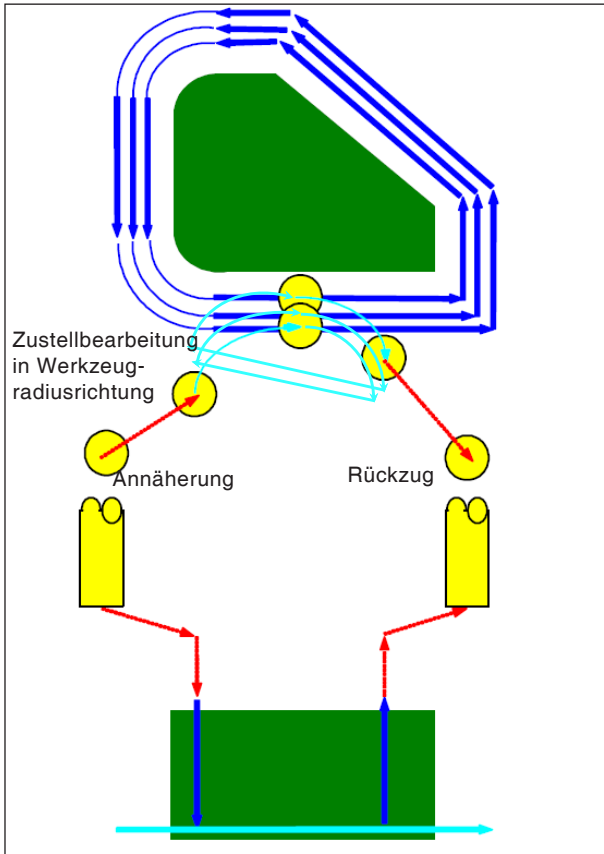 Zustellbearbeitung
in Werkzeug-
radiusrichtung
Annäherung
Rückzug